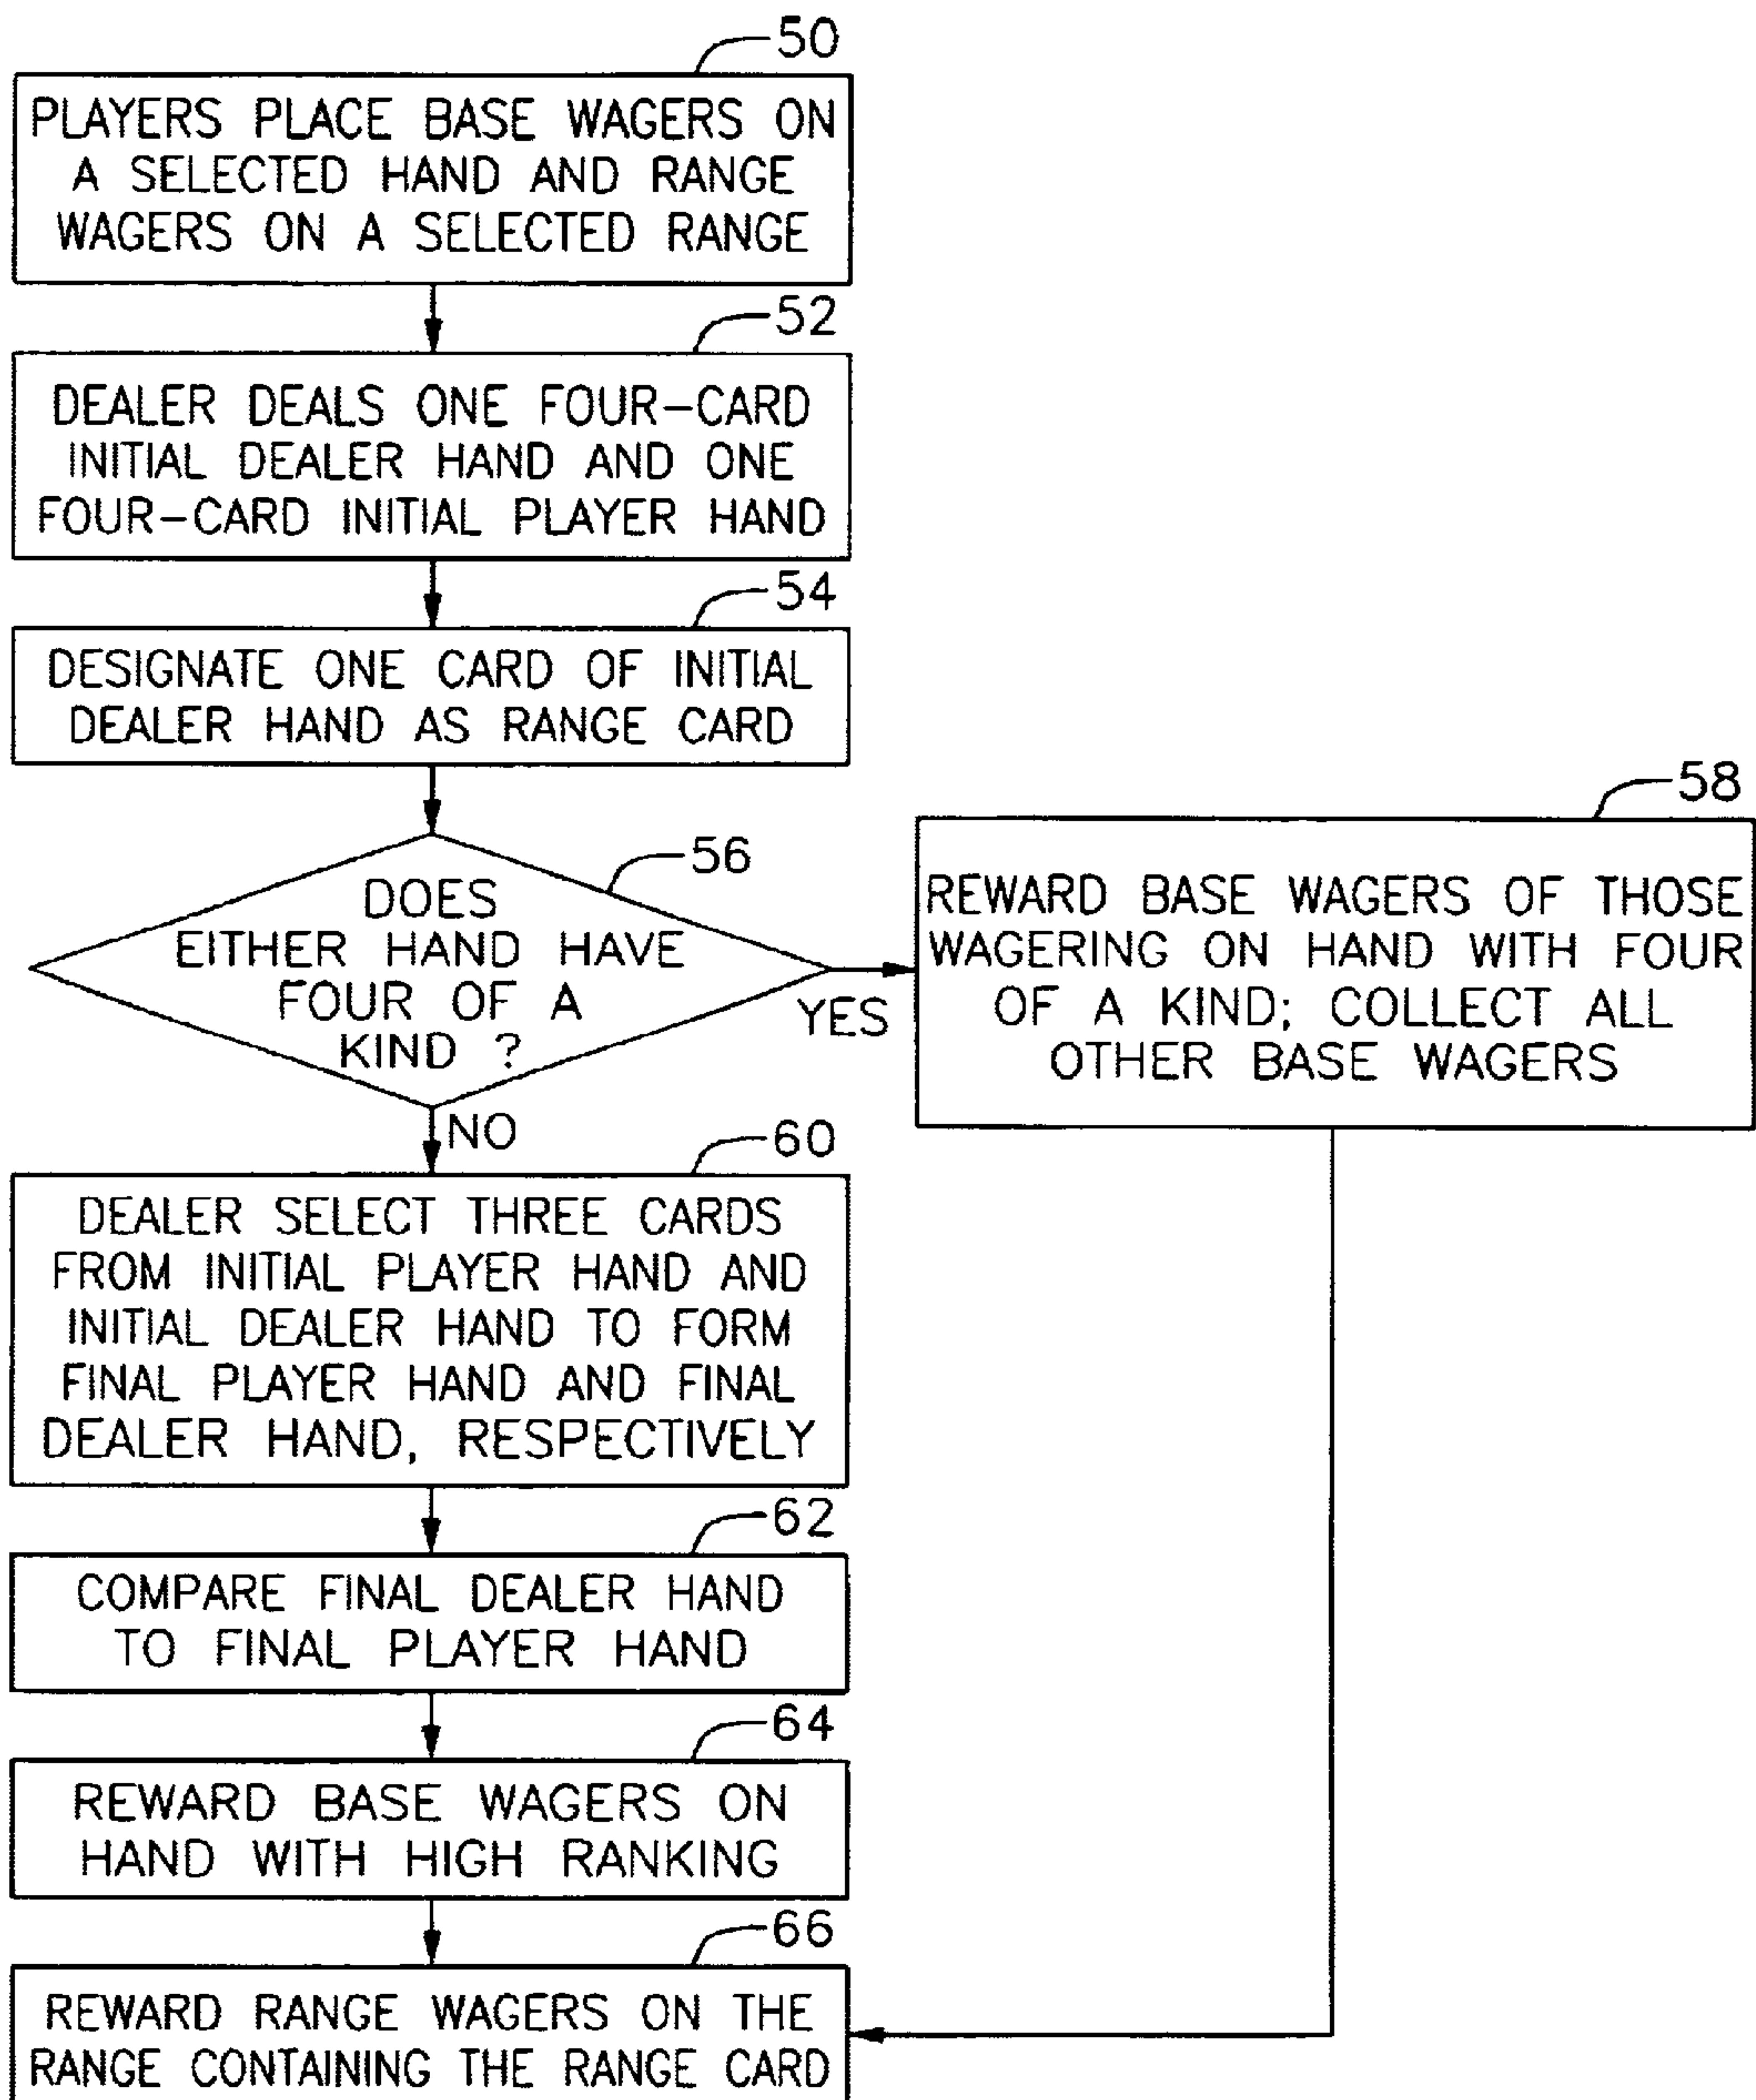 50
PLAYERS PLACE BASE WAGERS ON
A SELECTED HAND AND RANGE
WAGERS ON A SELECTED RANGE
52
DEALER DEALS ONE FOUR-CARD
INITIAL DEALER HAND AND ONE
FOUR-CARD INITIAL PLAYER HAND
54
DESIGNATE ONE CARD OF INITIAL
DEALER HAND AS RANGE CARD
56
DOES
EITHER HAND HAVE
FOUR OF A
KIND ?
YES
58
REWARD BASE WAGERS OF THOSE
WAGERING ON HAND WITH FOUR
OF A KIND; COLLECT ALL
OTHER BASE WAGERS
NO
60
DEALER SELECT THREE CARDS
FROM INITIAL PLAYER HAND AND
INITIAL DEALER HAND TO FORM
FINAL PLAYER HAND AND FINAL
DEALER HAND, RESPECTIVELY
62
COMPARE FINAL DEALER HAND
TO FINAL PLAYER HAND
64
REWARD BASE WAGERS ON
HAND WITH HIGH RANKING
66
REWARD RANGE WAGERS ON THE
RANGE CONTAINING THE RANGE CARD